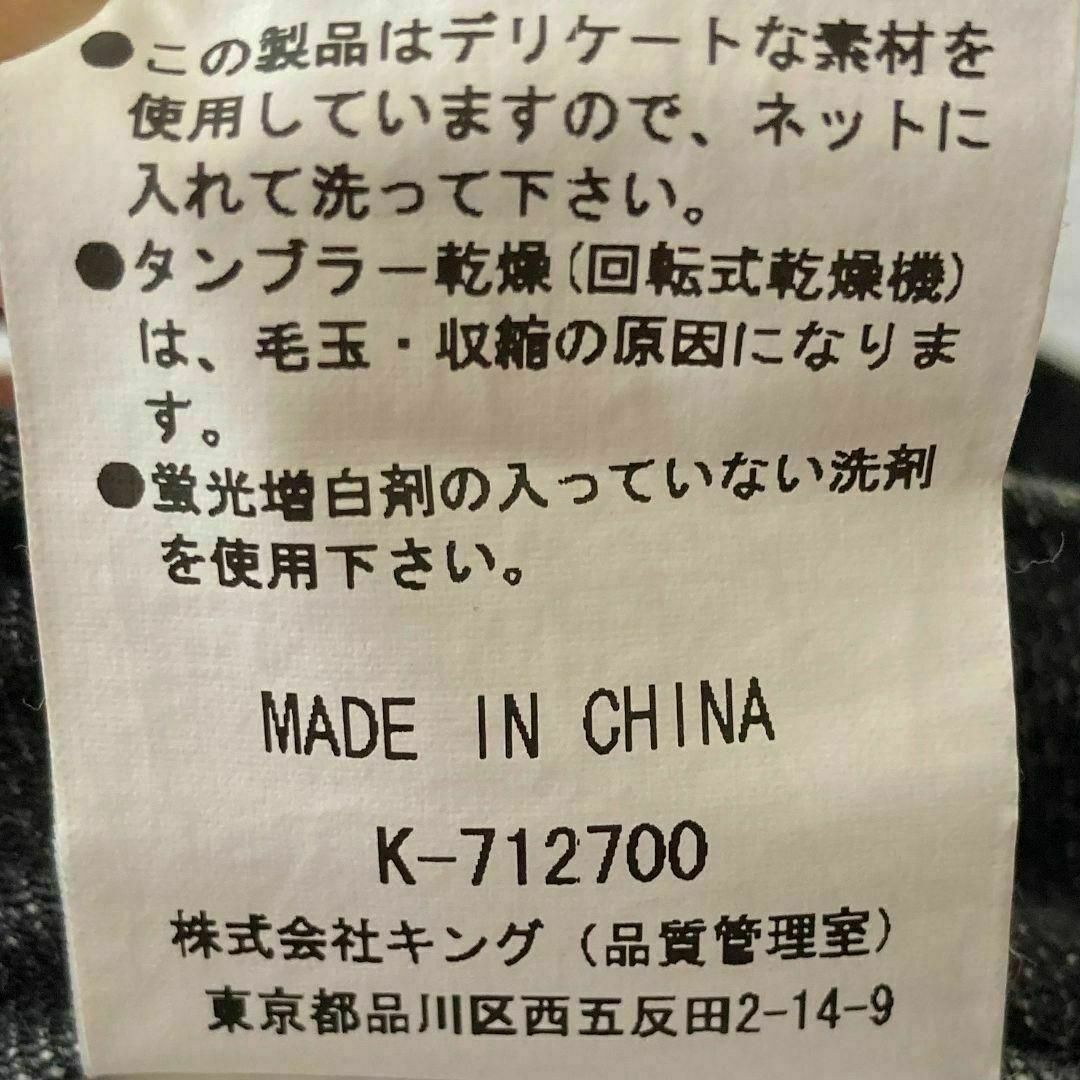 ●この製品はデリケートな素材を
使用していますので、ネットに
入れて洗って下さい。
●タンブラー乾燥(回転式乾燥機)
は、毛玉・収縮の原因になりま
す。
●蛍光増白剤の入っていない洗剤
を使用下さい。
MADE IN CHINA
K-712700
株式会社キング(品質管理室)
東京都品川区西五反田2-14-9